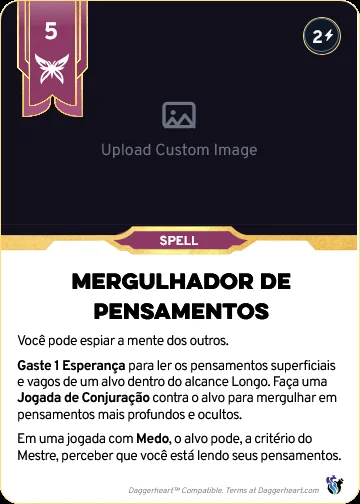 5
2
Upload Custom Image
SPELL
MERGULHADOR DE
PENSAMENTOS
Você pode espiar a mente dos outros.
Gaste 1 Esperança para ler os pensamentos superficiais
e vagos de um alvo dentro do alcance Longo. Faça uma
Jogada de Conjuração contra o alvo para mergulhar em
pensamentos mais profundos e ocultos.
Em uma jogada com Medo, o alvo pode, a critério do
Mestre, perceber que você está lendo seus pensamentos.
Daggerheart™ Compatible. Terms at Daggerheart.com